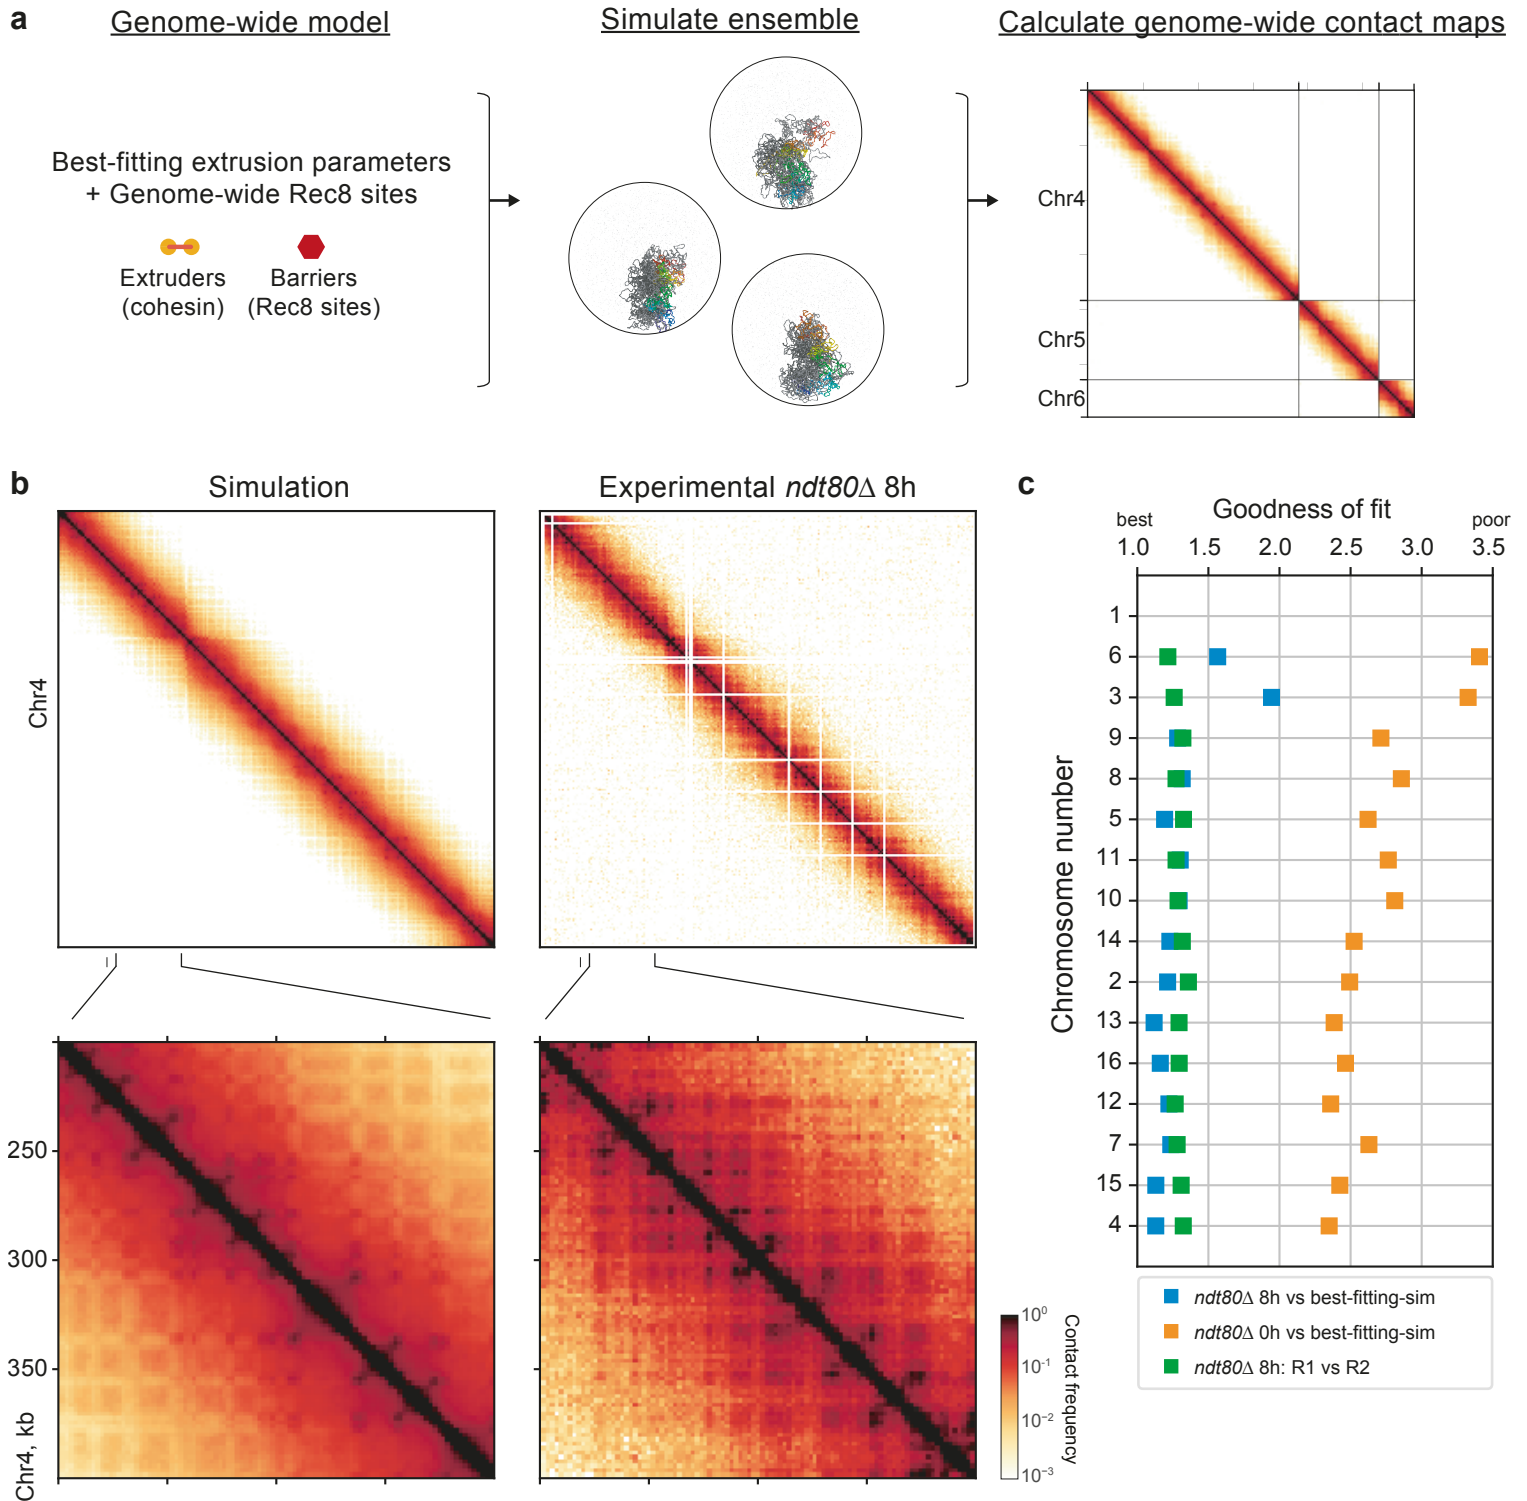 a
Genome-wide model
Simulate ensemble
Calculate genome-wide contact maps
Best-fitting extrusion parameters
+ Genome-wide Rec8 sites
Extruders
(cohesin)
Barriers
(Rec8 sites)
Chr4
Chr5
Chr6
b
Simulation
Experimental ndt80Δ 8h
Chr4
250
300
350
Chr4, kb
10⁰
10⁻¹
10⁻²
10⁻³
Contact frequency
c
Goodness of fit
best
poor
1.0 1.5 2.0 2.5 3.0 3.5
Chromosome number
1
6
3
9
8
5
11
10
14
2
13
16
12
7
15
4
ndt80Δ 8h vs best-fitting-sim
ndt80Δ 0h vs best-fitting-sim
ndt80Δ 8h: R1 vs R2